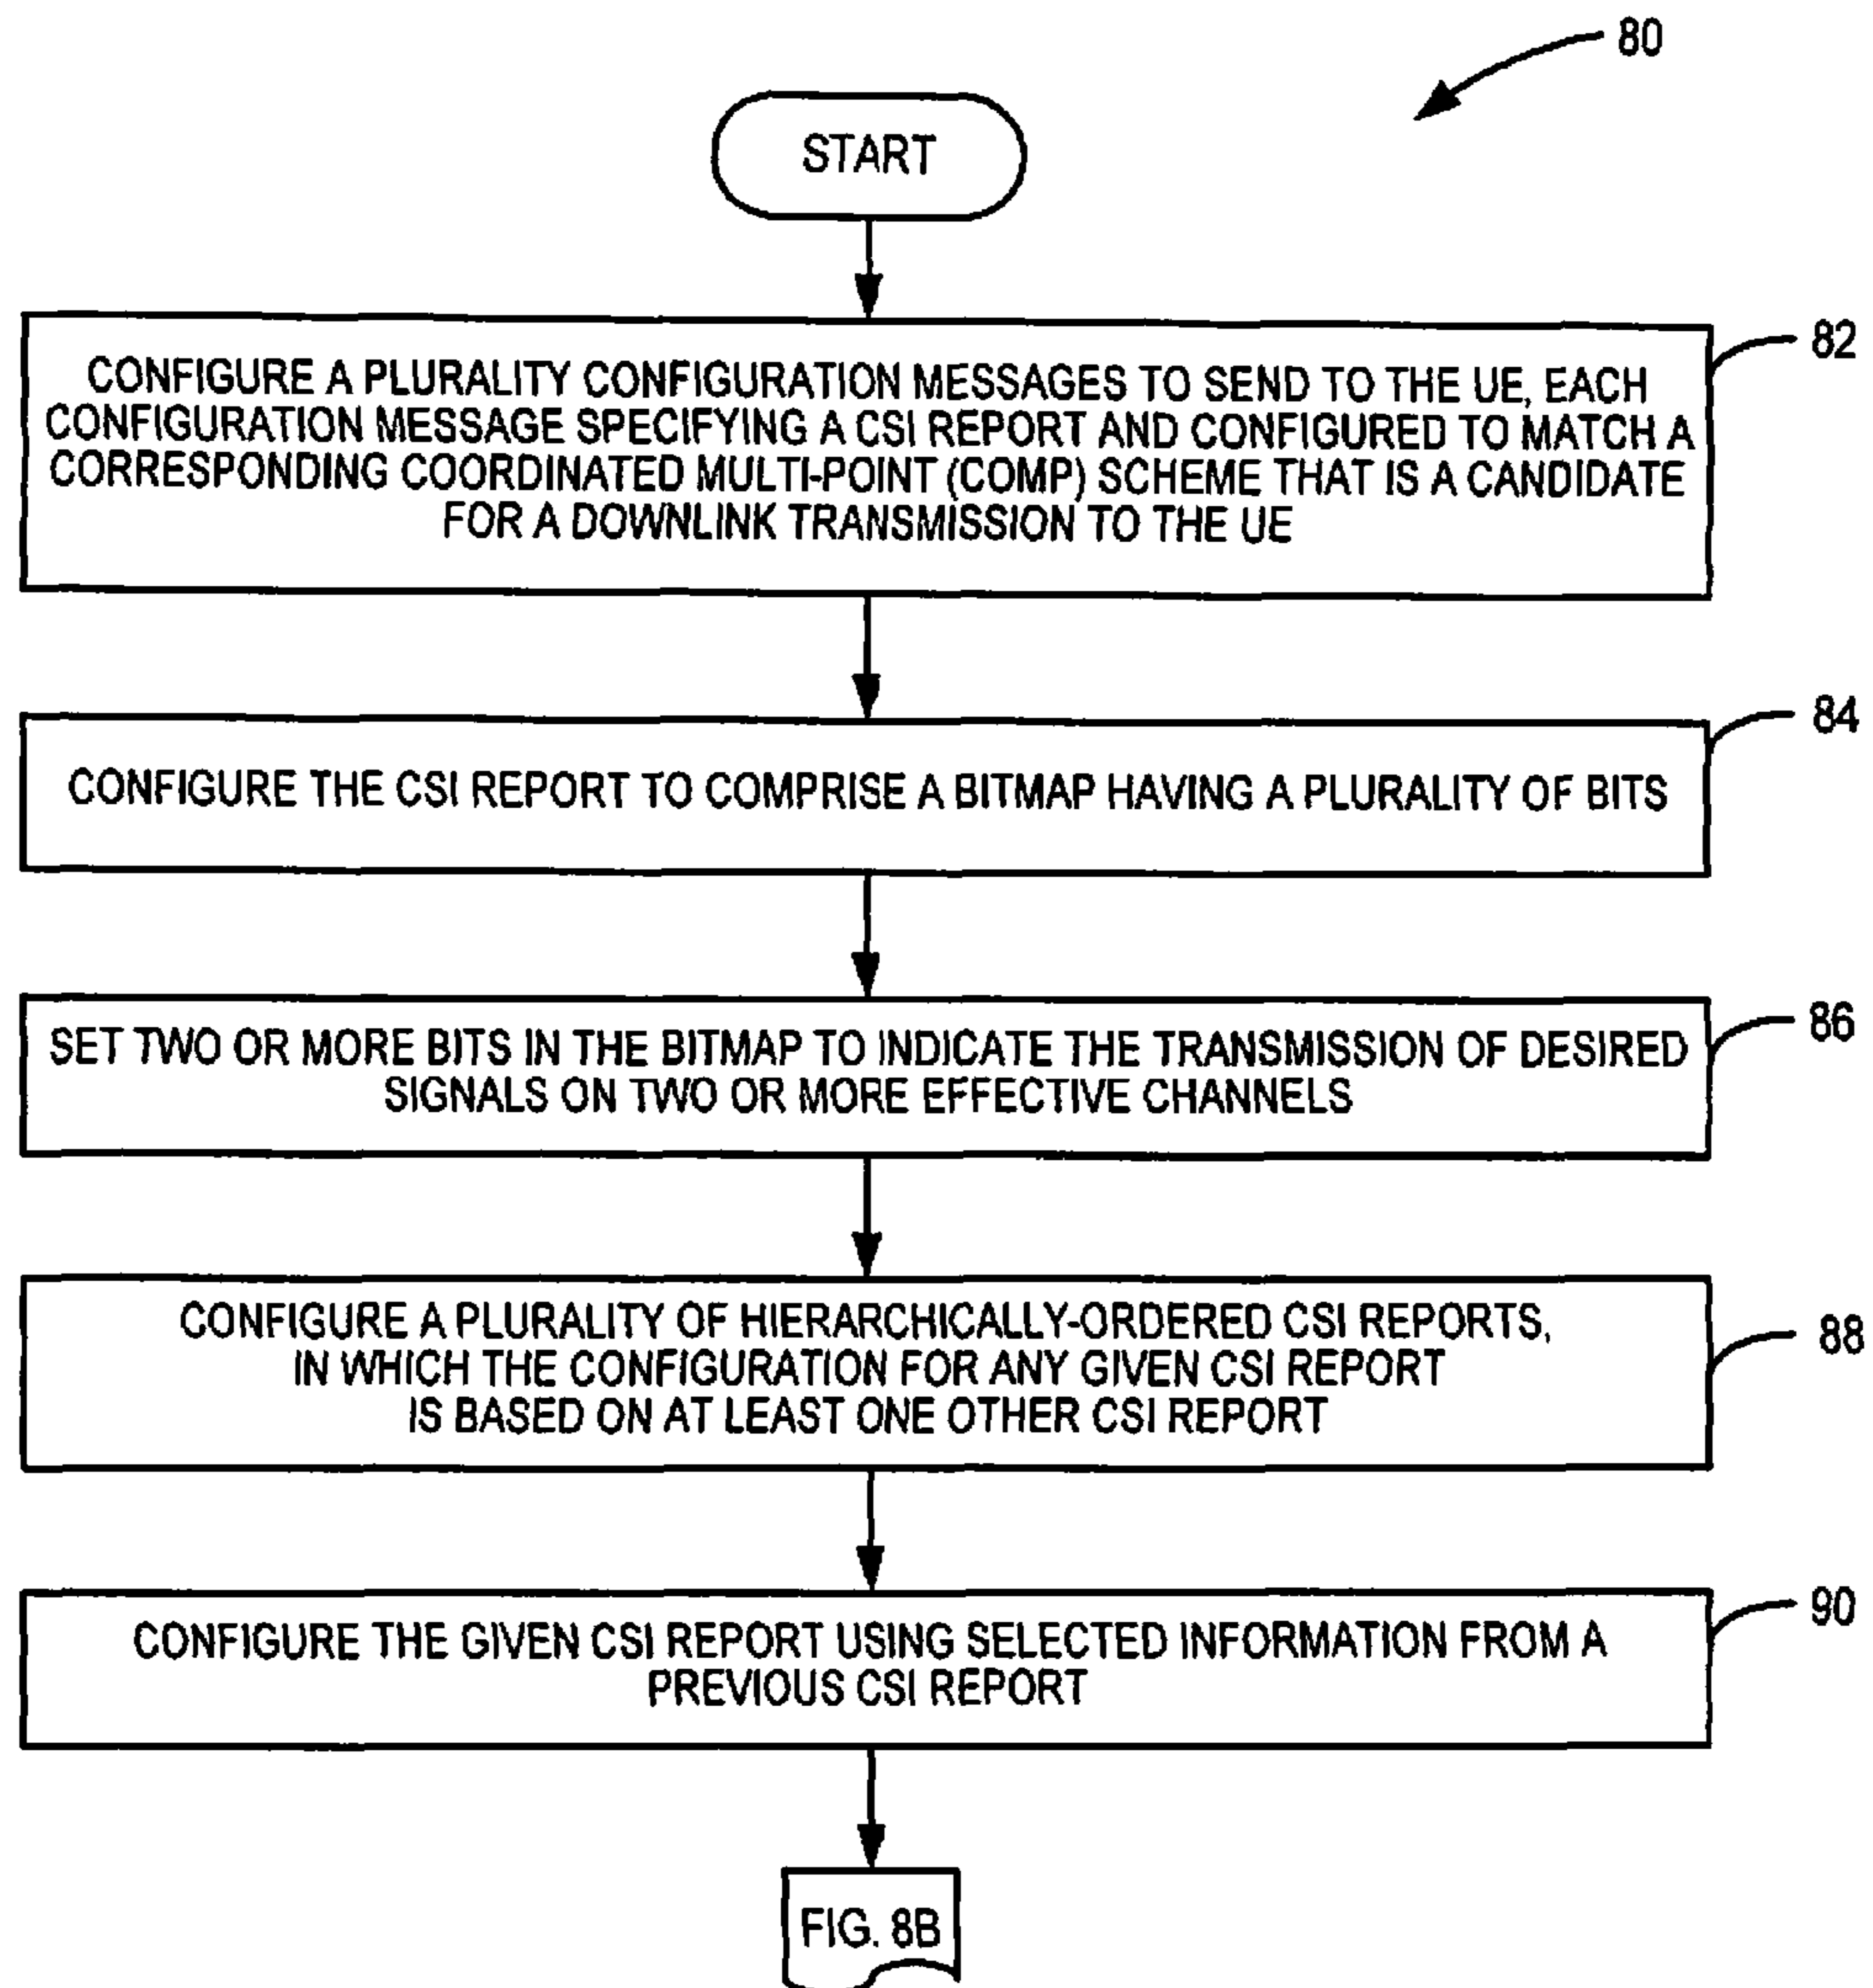 80
START
82
CONFIGURE A PLURALITY CONFIGURATION MESSAGES TO SEND TO THE UE, EACH
CONFIGURATION MESSAGE SPECIFYING A CSI REPORT AND CONFIGURED TO MATCH A
CORRESPONDING COORDINATED MULTI-POINT (COMP) SCHEME THAT IS A CANDIDATE
FOR A DOWNLINK TRANSMISSION TO THE UE
84
CONFIGURE THE CSI REPORT TO COMPRISE A BITMAP HAVING A PLURALITY OF BITS
86
SET TWO OR MORE BITS IN THE BITMAP TO INDICATE THE TRANSMISSION OF DESIRED
SIGNALS ON TWO OR MORE EFFECTIVE CHANNELS
88
CONFIGURE A PLURALITY OF HIERARCHICALLY-ORDERED CSI REPORTS,
IN WHICH THE CONFIGURATION FOR ANY GIVEN CSI REPORT
IS BASED ON AT LEAST ONE OTHER CSI REPORT
90
CONFIGURE THE GIVEN CSI REPORT USING SELECTED INFORMATION FROM A
PREVIOUS CSI REPORT
FIG. 8B